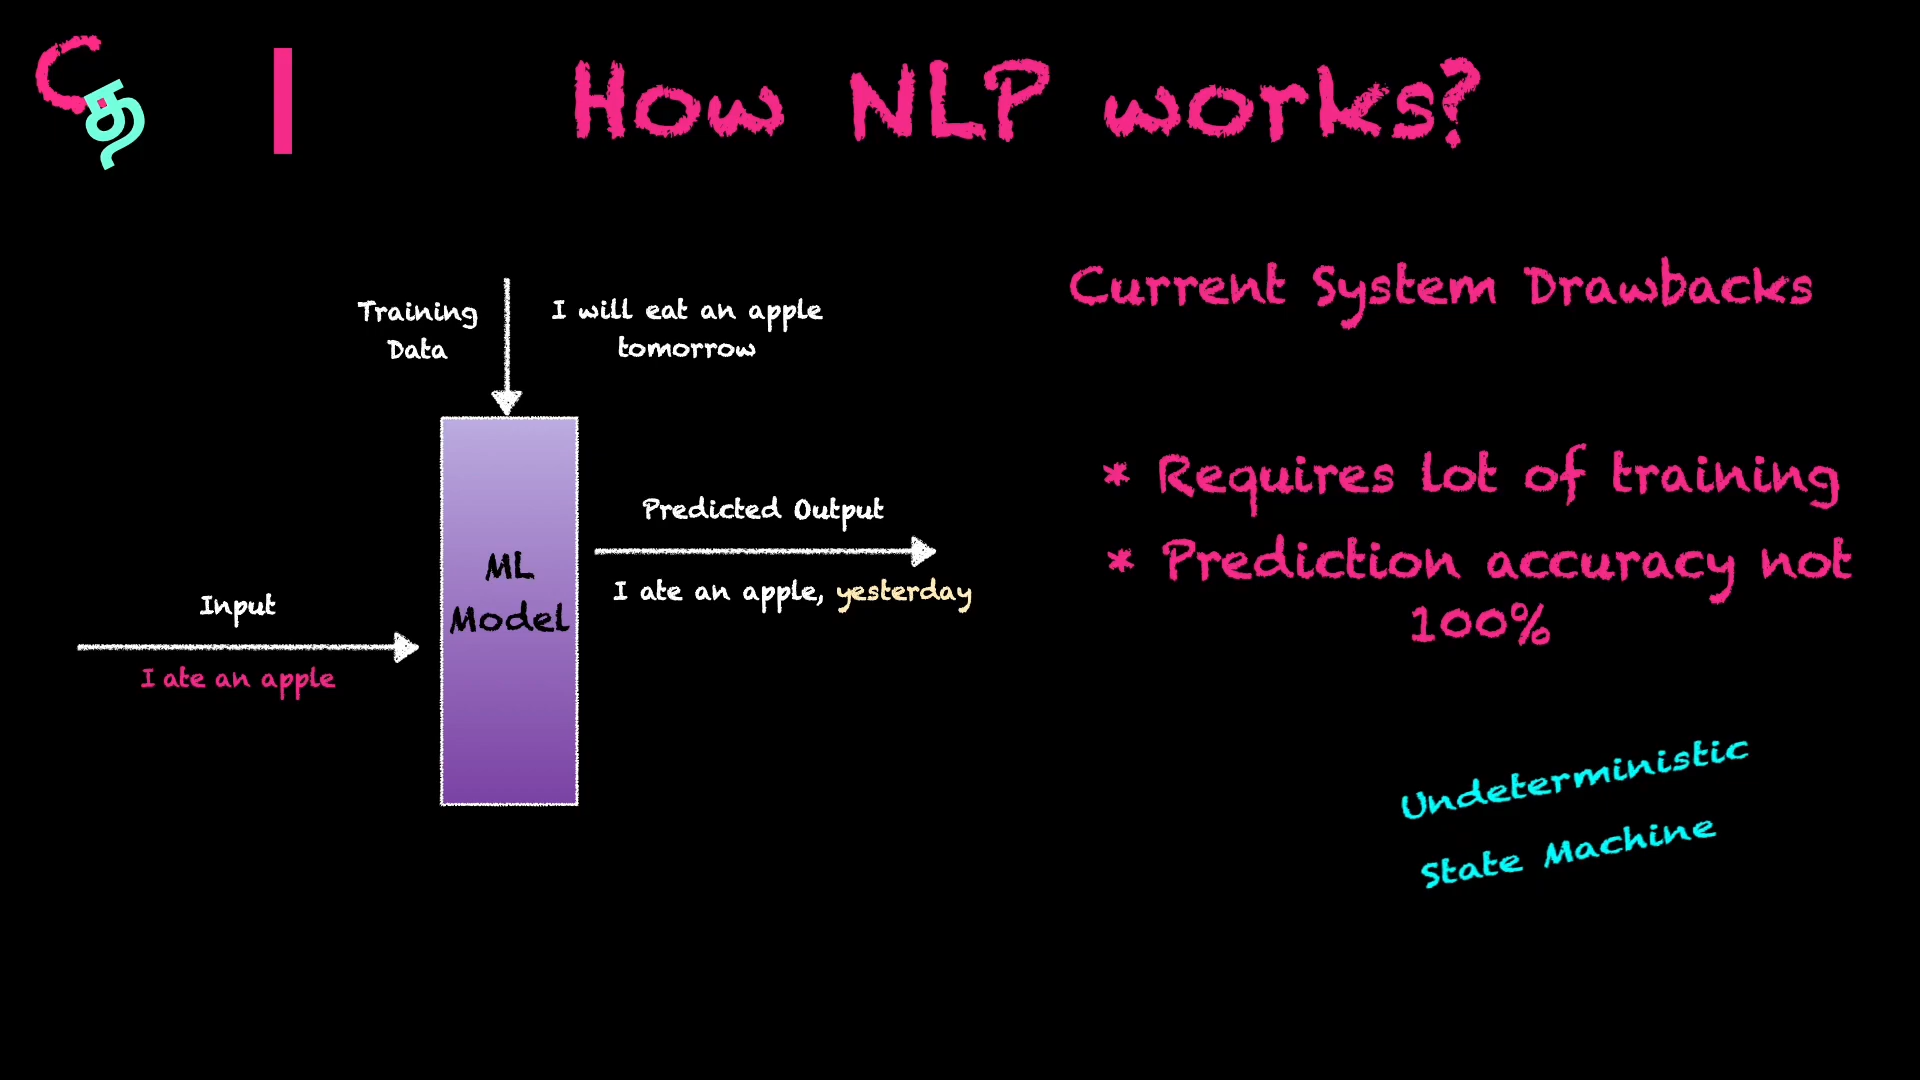 How NLP works?
Training
Data
I will eat an apple
tomorrow
ML
Model
Input
I ate an apple
Predicted Output
I ate an apple, yesterday
Current System Drawbacks
* Requires lot of training
* Prediction accuracy not
100%
Undeterministic
State Machine